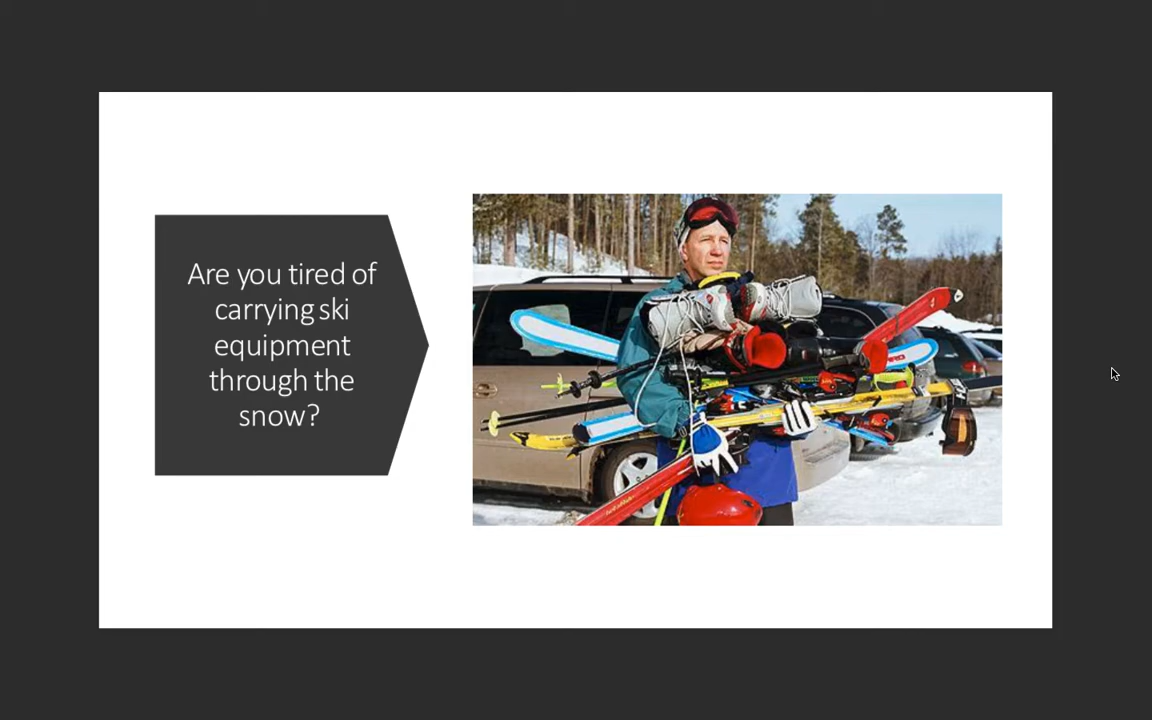 Are you tired of
carrying ski
equipment
through the
snow?